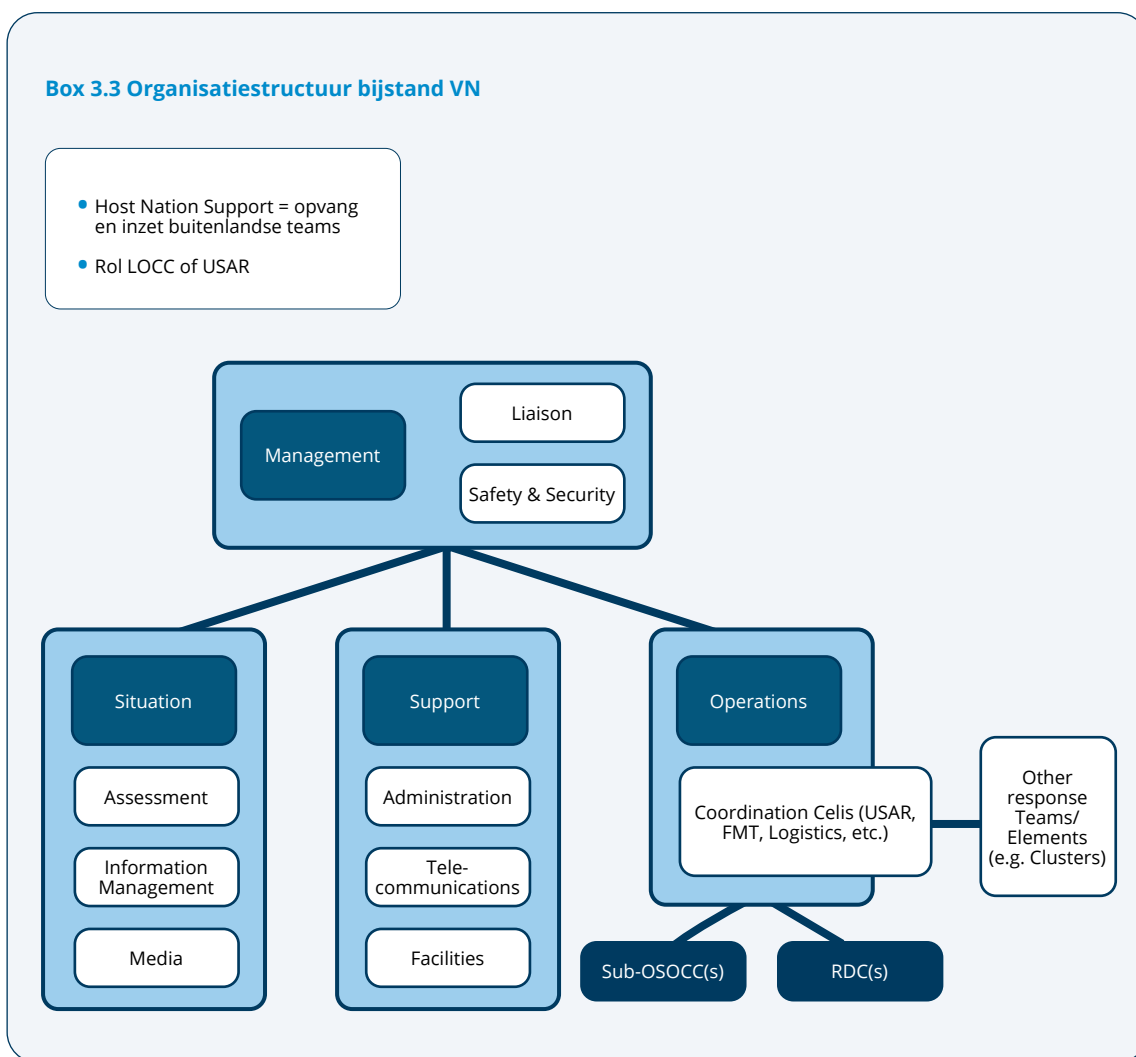 Box 3.3 Organisatiestructuur bijstand VN
• Host Nation Support = opvang
en inzet buitenlandse teams
• Rol LOCC of USAR
Management
Liaison
Safety & Security
Situation
Assessment
Information
Management
Media
Support
Administration
Tele-
communications
Facilities
Operations
Coordination Celis (USAR,
FMT, Logistics, etc.)
Other
response
Teams/
Elements
(e.g. Clusters)
Sub-OSOCC(s)
RDC(s)